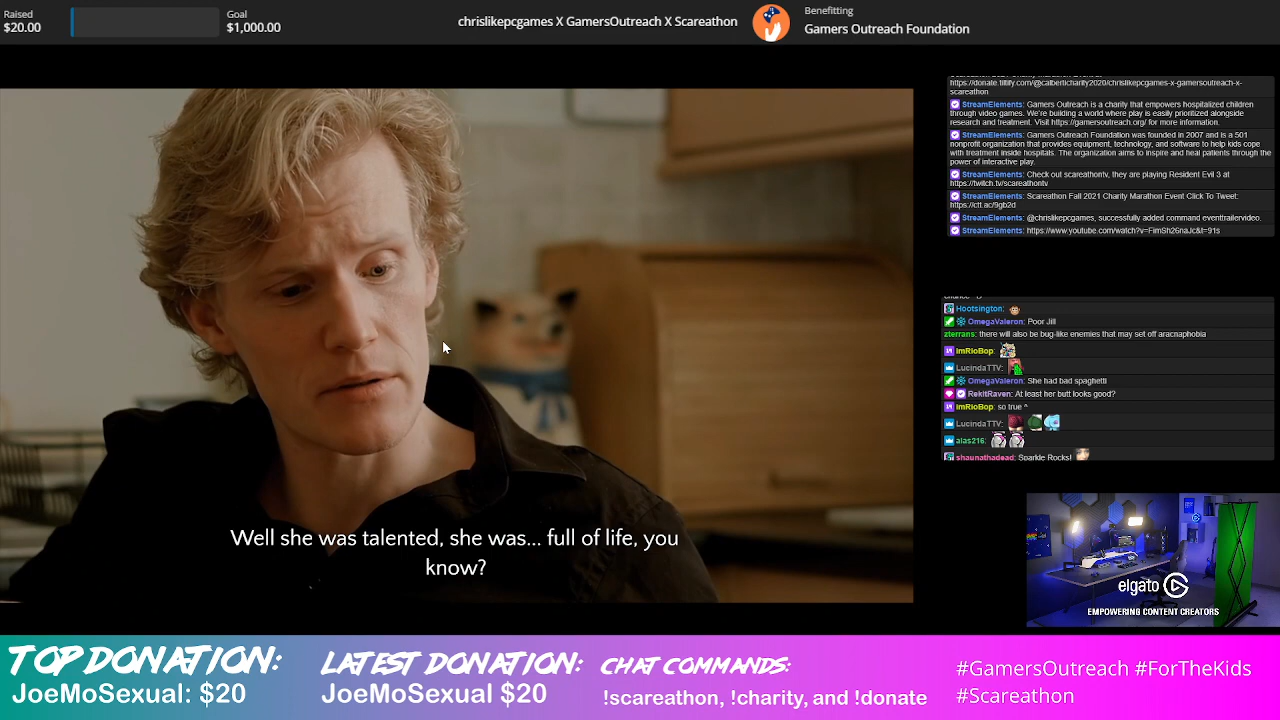 Raised
$20.00
Goal
$1,000.00
chrislikepcgames X GamersOutreach X Scareathon
Benefitting
Gamers Outreach Foundation
https://donate.tiltify.com/@calberticharity2020/chrislikepcgames-x-gamersoutreach-x-
scareathon
StreamElements: Gamers Outreach is a charity that empowers hospitalized children
through video games. We're building a world where play is easily prioritized alongside
research and treatment. Visit https://gamersoutreach.org/ for more information.
StreamElements: Gamers Outreach Foundation was founded in 2007 and is a 501
nonprofit organization that provides equipment, technology, and software to help kids cope
with treatment inside hospitals. The organization aims to inspire and heal patients through the
power of interactive play.
StreamElements: Check out scareathontv, they are playing Resident Evil 3 at
https://twitch.tv/scareathontv
StreamElements: Scareathon Fall 2021 Charity Marathon Event Click To Tweet:
https://ctt.ac/9gb2d
StreamElements: @chrislikepcgames, successfully added command eventtrailervideo.
StreamElements: https://www.youtube.com/watch?v=FimSh26naJc&t=91s
Hootsington:
OmegaValeron: Poor Jill
zterrans: there will also be bug-like enemies that may set off aracnaphobia
ImRioBop:
LucindaTTV:
OmegaValeron: She had bad spaghetti
RekItRaven: At least her butt looks good?
ImRioBop: so true ^
LucindaTTV:
alas216:
shaunathadead: Sparkle Rocks!
Well she was talented, she was... full of life, you
know?
elgato
EMPOWERING CONTENT CREATORS
TOP DONATION:
JoeMoSexual: $20
LATEST DONATION:
JoeMoSexual $20
CHAT COMMANDS:
!scareathon, !charity, and !donate
#GamersOutreach #ForTheKids
#Scareathon